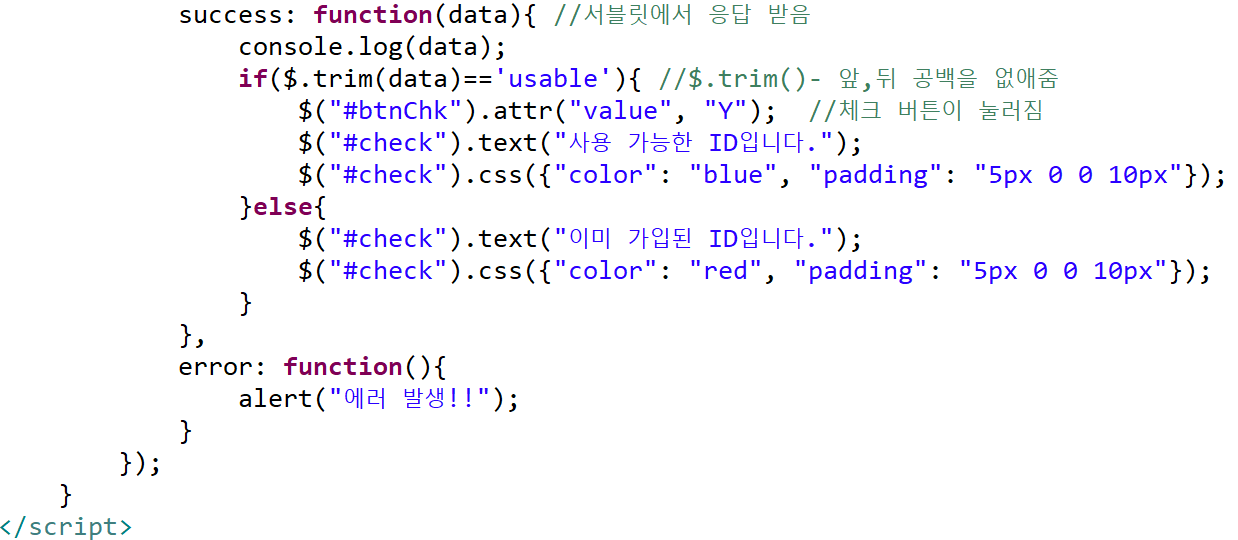 success: function(data){ //서블릿에서 응답 받음
console.log(data);
if($.trim(data)=='usable'){ //$.trim()- 앞,뒤 공백을 없애줌
$("#btnChk").attr("value", "Y");  //체크 버튼이 눌러짐
$("#check").text("사용 가능한 ID입니다.");
$("#check").css({"color": "blue", "padding": "5px 0 0 10px"});
}else{
$("#check").text("이미 가입된 ID입니다.");
$("#check").css({"color": "red", "padding": "5px 0 0 10px"});
}
},
error: function(){
alert("에러 발생!!");
}
});
}
</script>